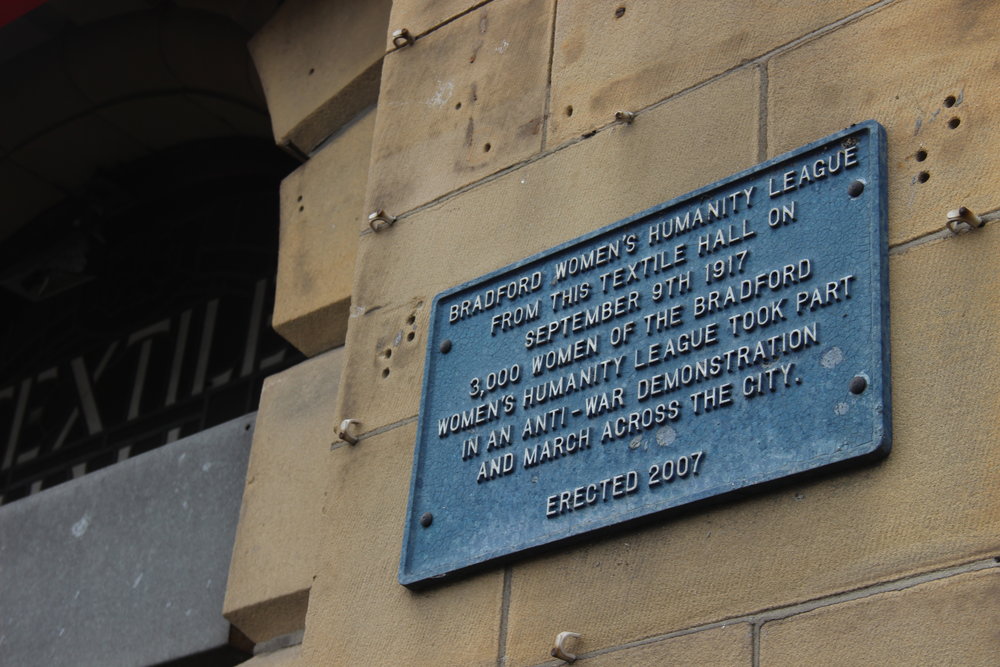 BRADFORD WOMEN'S HUMANITY LEAGUE
FROM THIS TEXTILE HALL ON
SEPTEMBER 9TH 1917
3,000 WOMEN OF THE BRADFORD
WOMEN'S HUMANITY LEAGUE TOOK PART
IN AN ANTI-WAR DEMONSTRATION
AND MARCH ACROSS THE CITY.
ERECTED 2007
TEXTILE